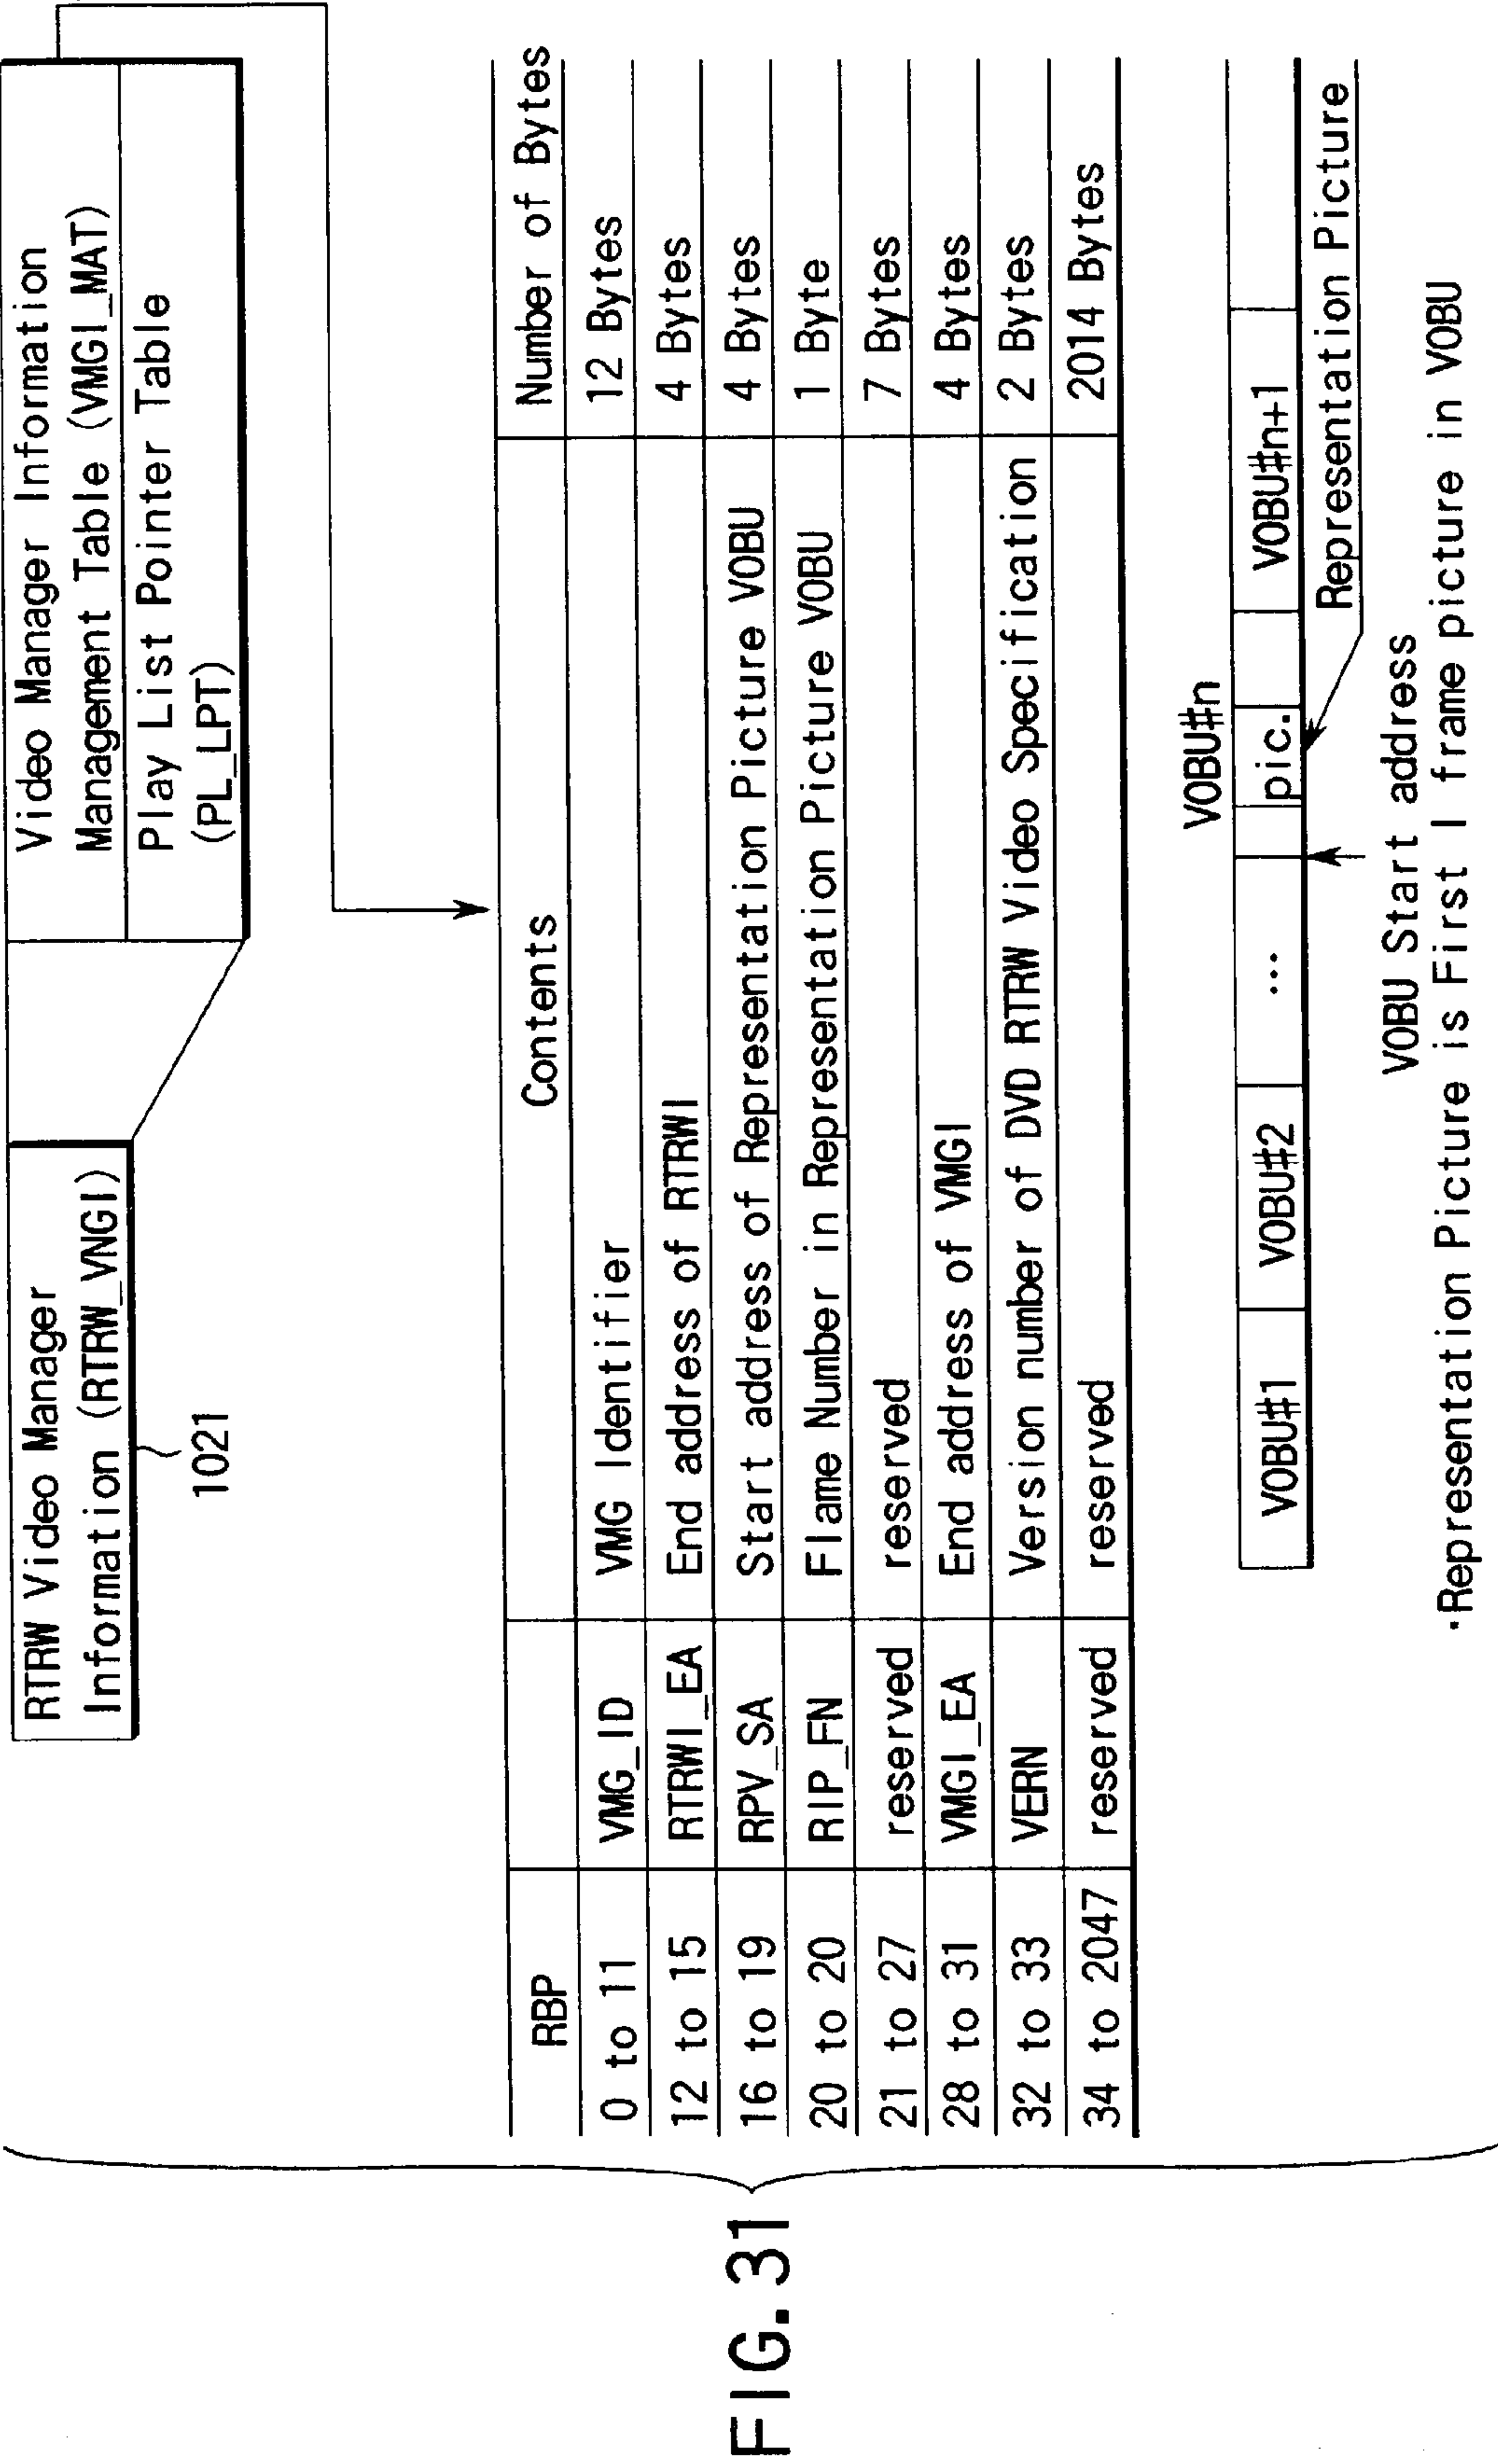 FIG. 31
RTRW Video Manager
Information (RTRW_VNGI)
1021
Video Manager Information
Management Table (VMGI_MAT)
Play List Pointer Table
(PL_LPT)
RBP Contents Number of Bytes
0 to 11 VMG_ID VMG Identifier 12 Bytes
12 to 15 RTRWI_EA End address of RTRWI 4 Bytes
16 to 19 RPV_SA Start address of Representation Picture VOBU 4 Bytes
20 to 20 RIP_FN Flame Number in Representation Picture VOBU 1 Byte
21 to 27 reserved reserved 7 Bytes
28 to 31 VMGI_EA End address of VMGI 4 Bytes
32 to 33 VERN Version number of DVD RTRW Video Specification 2 Bytes
34 to 2047 reserved reserved 2014 Bytes
VOBU#n
VOBU#1 VOBU#2 ... pic. VOBU#n+1
Representation Picture
VOBU Start address
·Representation Picture is First I frame picture in VOBU